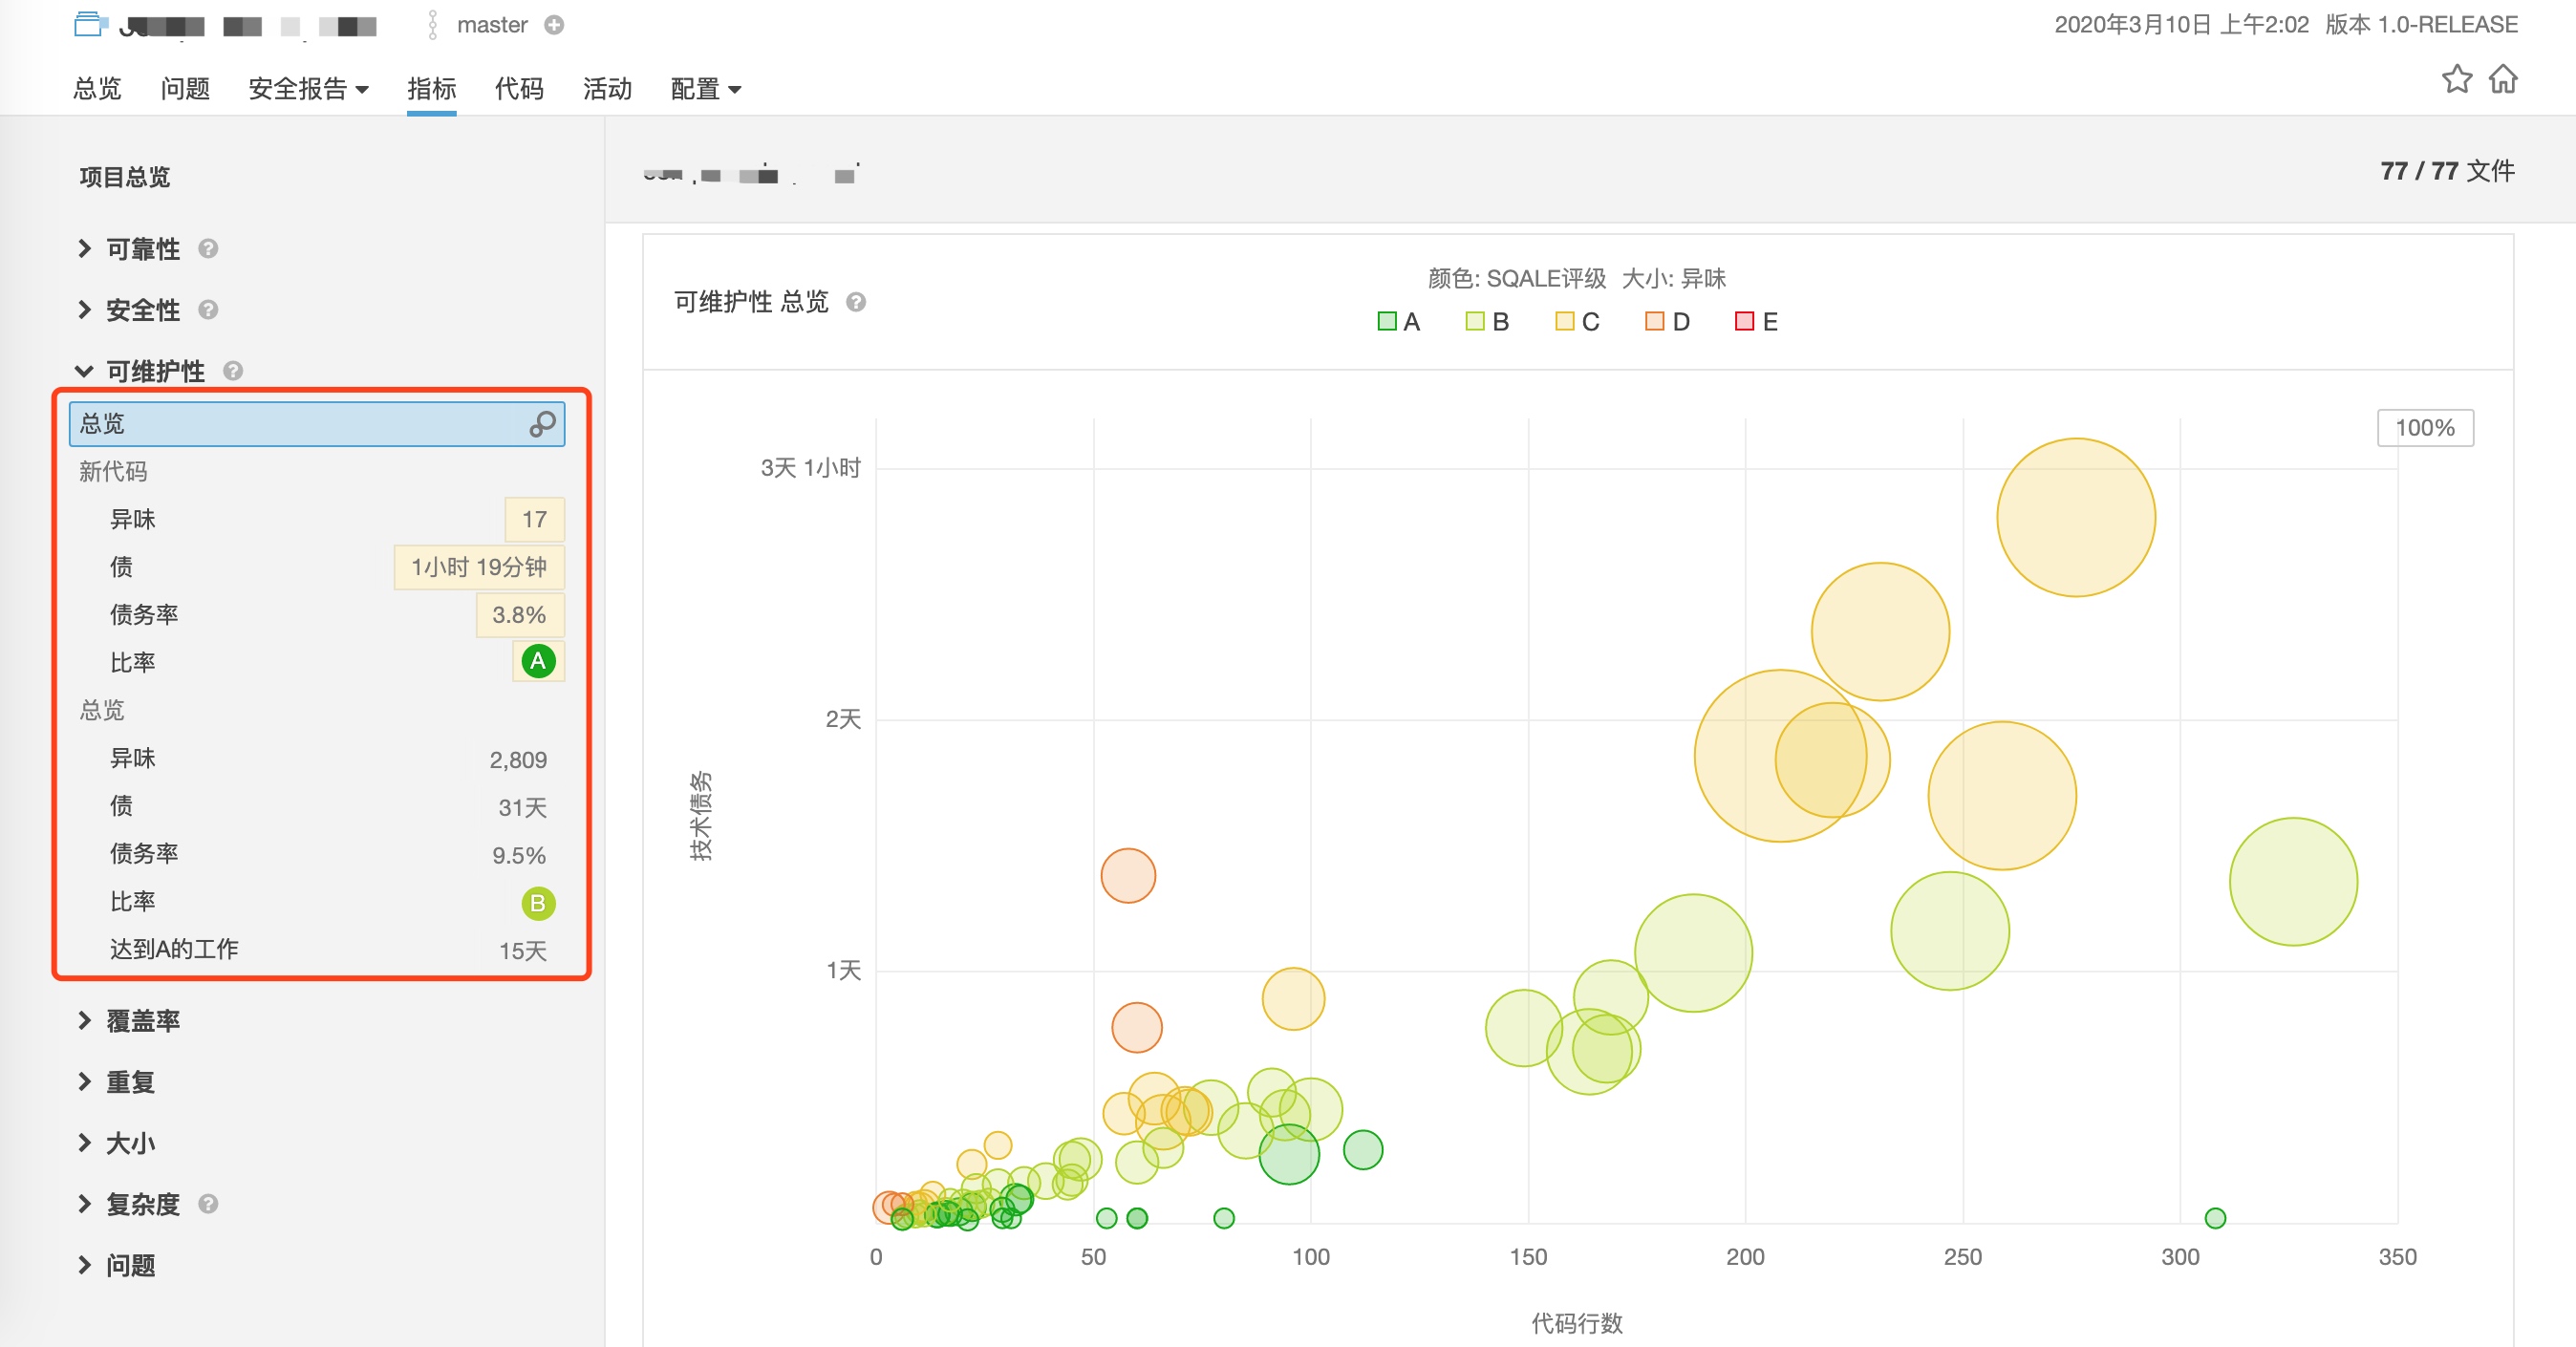 master
2020年3月10日 上午2:02 版本 1.0-RELEASE
总览 问题 安全报告 指标 代码 活动 配置
项目总览
77 / 77 文件
可靠性
安全性
可维护性
总览
新代码
异味 17
债 1小时 19分钟
债务率 3.8%
比率 A
总览
异味 2,809
债 31天
债务率 9.5%
比率 B
达到A的工作 15天
覆盖率
重复
大小
复杂度
问题
可维护性 总览
颜色: SQALE评级 大小: 异味
A B C D E
100%
3天 1小时
2天
1天
技术债务
0 50 100 150 200 250 300 350
代码行数